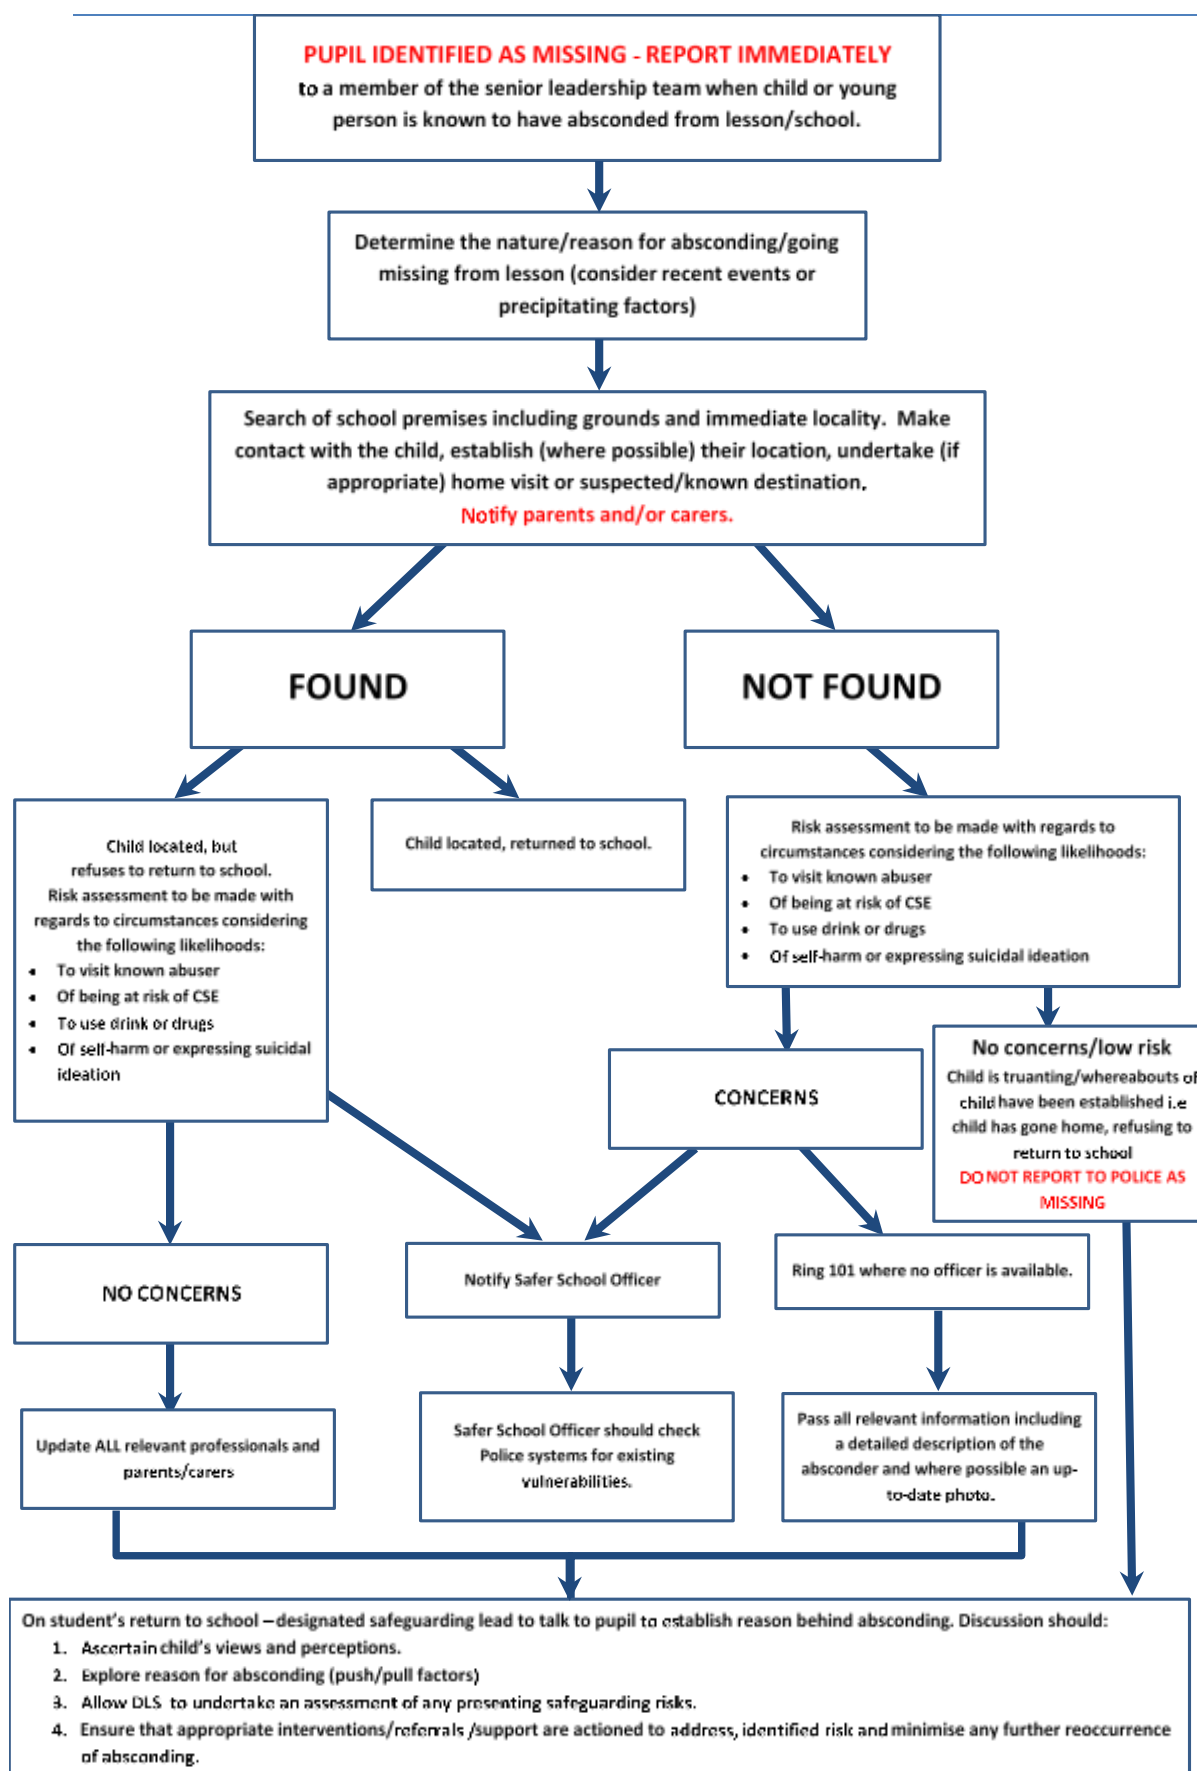 PUPIL IDENTIFIED AS MISSING - REPORT IMMEDIATELY
to a member of the senior leadership team when child or young
person is known to have absconded from lesson/school.
Determine the nature/reason for absconding/going
missing from lesson (consider recent events or
precipitating factors)
Search of school premises including grounds and immediate locality. Make
contact with the child, establish (where possible) their location, undertake (if
appropriate) home visit or suspected/known destination.
Notify parents and/or carers.
FOUND
NOT FOUND
Child located, but
refuses to return to school.
Risk assessment to be made with
regards to circumstances considering
the following likelihoods:
• To visit known abuser
• Of being at risk of CSE
• To use drink or drugs
• Of self-harm or expressing suicidal
ideation
Child located, returned to school.
Risk assessment to be made with regards to
circumstances considering the following likelihoods:
• To visit known abuser
• Of being at risk of CSE
• To use drink or drugs
• Of self-harm or expressing suicidal ideation
CONCERNS
No concerns/low risk
Child is truanting/whereabouts of
child have been established i.e
child has gone home, refusing to
return to school
DO NOT REPORT TO POLICE AS
MISSING
NO CONCERNS
Notify Safer School Officer
Ring 101 where no officer is available.
Update ALL relevant professionals and
parents/carers
Safer School Officer should check
Police systems for existing
vulnerabilities.
Pass all relevant information including
a detailed description of the
absconder and where possible an up-
to-date photo.
On student's return to school – designated safeguarding lead to talk to pupil to establish reason behind absconding. Discussion should:
1. Ascertain child's views and perceptions.
2. Explore reason for absconding (push/pull factors)
3. Allow DLS to undertake an assessment of any presenting safeguarding risks.
4. Ensure that appropriate interventions/referrals /support are actioned to address, identified risk and minimise any further reoccurrence
of absconding.